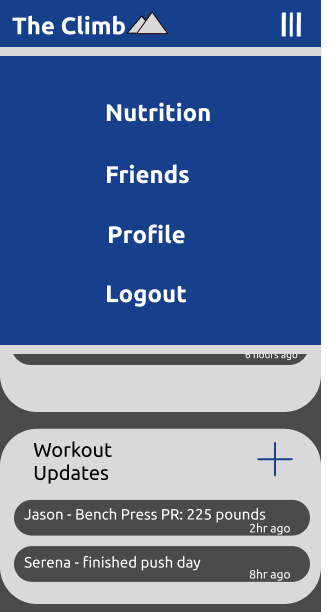 The Climb
Nutrition
Friends
Profile
Logout
6 hours ago
Workout
Updates
Jason - Bench Press PR: 225 pounds
2hr ago
Serena - finished push day
8hr ago